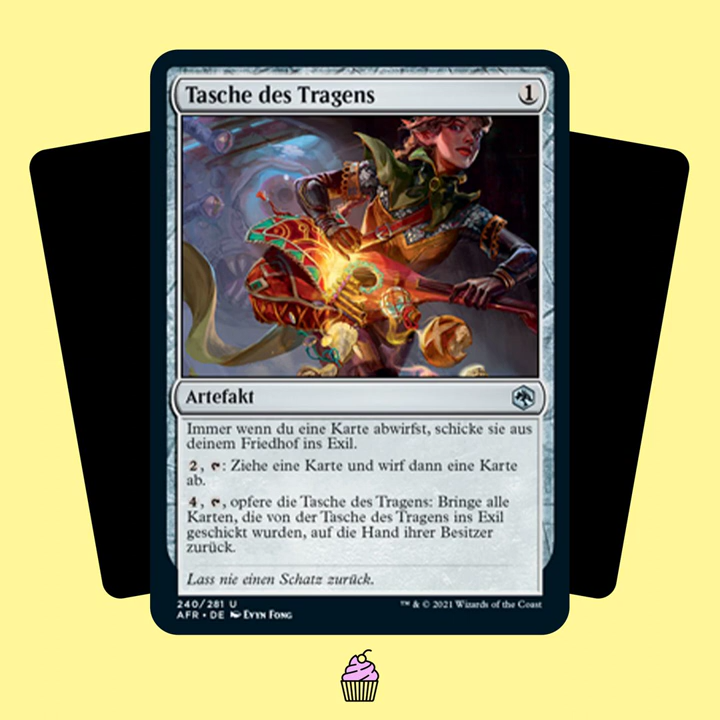 Tasche des Tragens 1
Artefakt
Immer wenn du eine Karte abwirfst, schicke sie aus
deinem Friedhof ins Exil.
2, : Ziehe eine Karte und wirf dann eine Karte
ab.
4, , opfere die Tasche des Tragens: Bringe alle
Karten, die von der Tasche des Tragens ins Exil
geschickt wurden, auf die Hand ihrer Besitzer
zurück.
Lass nie einen Schatz zurück.
240/281 U
™ & © 2021 Wizards of the Coast
AFR • DE Evyn Fong